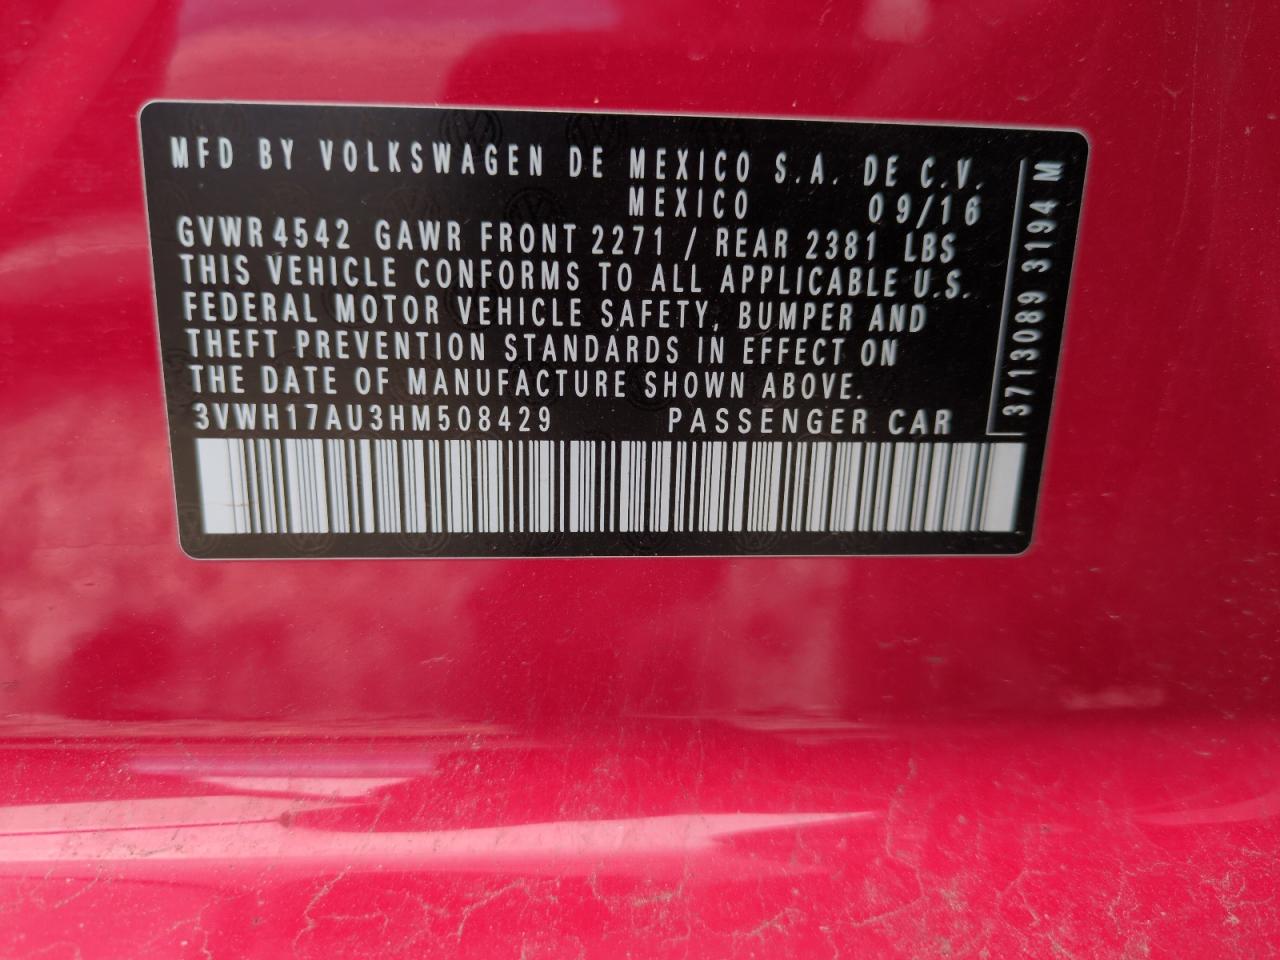 MFD BY VOLKSWAGEN DE MEXICO S.A. DE C.V.
MEXICO 09/16
GVWR 4542 GAWR FRONT 2271 / REAR 2381 LBS
THIS VEHICLE CONFORMS TO ALL APPLICABLE U.S.
FEDERAL MOTOR VEHICLE SAFETY, BUMPER AND
THEFT PREVENTION STANDARDS IN EFFECT ON
THE DATE OF MANUFACTURE SHOWN ABOVE.
3VWH17AU3HM508429 PASSENGER CAR
3713089 3194 M